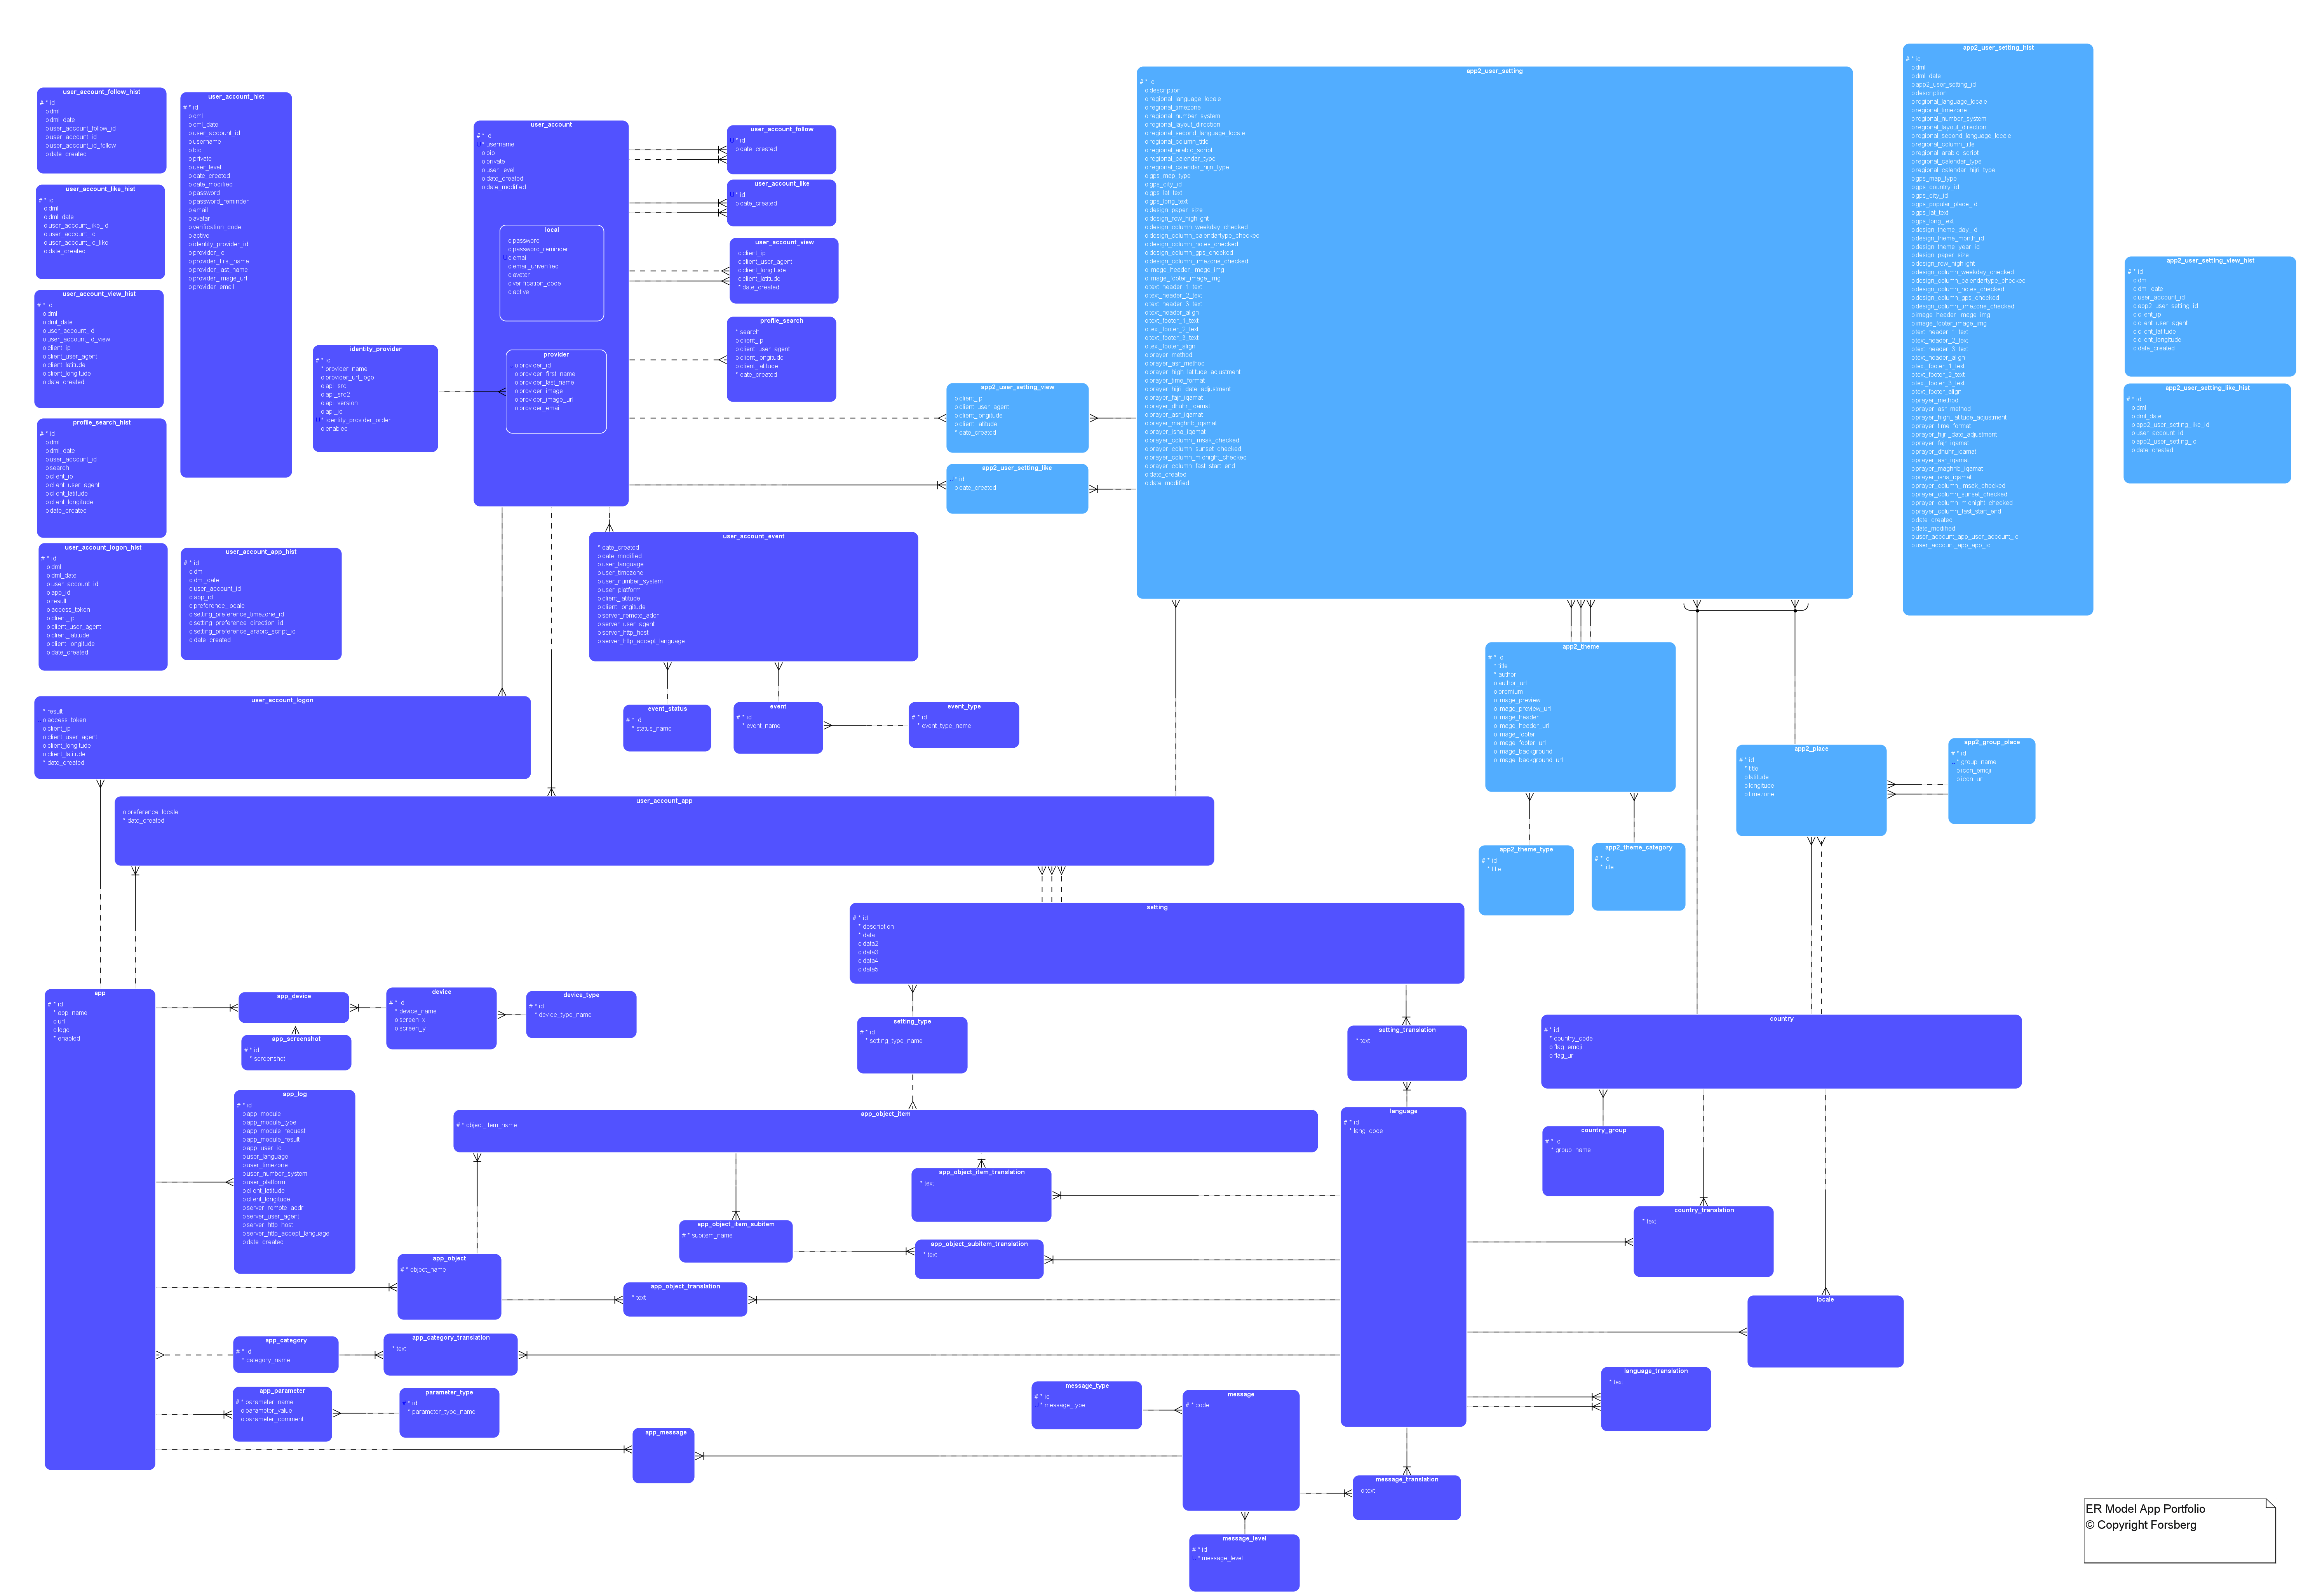 user_account_follow_hist
# * id
o dml
o dml_date
o user_account_follow_id
o user_account_id
o user_account_id_follow
o date_created
user_account_like_hist
# * id
o dml
o dml_date
o user_account_like_id
o user_account_id
o user_account_id_like
o date_created
user_account_view_hist
# * id
o dml
o dml_date
o user_account_id
o user_account_id_view
o client_ip
o client_user_agent
o client_latitude
o client_longitude
o date_created
profile_search_hist
# * id
o dml
o dml_date
o user_account_id
o search
o client_ip
o client_user_agent
o client_latitude
o client_longitude
o date_created
user_account_logon_hist
# * id
o dml
o dml_date
o user_account_id
o app_id
o result
o access_token
o client_ip
o client_user_agent
o client_latitude
o client_longitude
o date_created
user_account_hist
# * id
o dml
o dml_date
o user_account_id
o username
o bio
o private
o user_level
o date_created
o date_modified
o password
o password_reminder
o email
o avatar
o verification_code
o active
o identity_provider_id
o provider_id
o provider_first_name
o provider_last_name
o provider_image_url
o provider_email
user_account_app_hist
# * id
o dml
o dml_date
o user_account_id
o app_id
o preference_locale
o setting_preference_timezone_id
o setting_preference_direction_id
o setting_preference_arabic_script_id
o date_created
identity_provider
# * id
* provider_name
o provider_url_logo
o api_src
o api_src2
o api_version
o api_id
U * identity_provider_order
o enabled
user_account
# * id
U * username
o bio
o private
o user_level
o date_created
o date_modified
local
o password
o password_reminder
U o email
o email_unverified
o avatar
o verification_code
o active
provider
U o provider_id
o provider_first_name
o provider_last_name
o provider_image
o provider_image_url
o provider_email
user_account_follow
U * id
o date_created
user_account_like
U * id
o date_created
user_account_view
o client_ip
o client_user_agent
o client_longitude
o client_latitude
* date_created
profile_search
* search
o client_ip
o client_user_agent
o client_longitude
o client_latitude
* date_created
app2_user_setting_view
o client_ip
o client_user_agent
o client_longitude
o client_latitude
* date_created
app2_user_setting_like
U * id
o date_created
app2_user_setting
# * id
o description
o regional_language_locale
o regional_timezone
o regional_number_system
o regional_layout_direction
o regional_second_language_locale
o regional_column_title
o regional_arabic_script
o regional_calendar_type
o regional_calendar_hijri_type
o gps_map_type
o gps_city_id
o gps_lat_text
o gps_long_text
o design_paper_size
o design_row_highlight
o design_column_weekday_checked
o design_column_calendartype_checked
o design_column_notes_checked
o design_column_gps_checked
o design_column_timezone_checked
o image_header_image_img
o image_footer_image_img
o text_header_1_text
o text_header_2_text
o text_header_3_text
o text_header_align
o text_footer_1_text
o text_footer_2_text
o text_footer_3_text
o text_footer_align
o prayer_method
o prayer_asr_method
o prayer_high_latitude_adjustment
o prayer_time_format
o prayer_hijri_date_adjustment
o prayer_fajr_iqamat
o prayer_dhuhr_iqamat
o prayer_asr_iqamat
o prayer_maghrib_iqamat
o prayer_isha_iqamat
o prayer_column_imsak_checked
o prayer_column_sunset_checked
o prayer_column_midnight_checked
o prayer_column_fast_start_end
o date_created
o date_modified
app2_user_setting_hist
# * id
o dml
o dml_date
o app2_user_setting_id
o description
o regional_language_locale
o regional_timezone
o regional_number_system
o regional_layout_direction
o regional_second_language_locale
o regional_column_title
o regional_arabic_script
o regional_calendar_type
o regional_calendar_hijri_type
o gps_map_type
o gps_country_id
o gps_city_id
o gps_popular_place_id
o gps_lat_text
o gps_long_text
o design_theme_day_id
o design_theme_month_id
o design_theme_year_id
o design_paper_size
o design_row_highlight
o design_column_weekday_checked
o design_column_calendartype_checked
o design_column_notes_checked
o design_column_gps_checked
o design_column_timezone_checked
o image_header_image_img
o image_footer_image_img
o text_header_1_text
o text_header_2_text
o text_header_3_text
o text_header_align
o text_footer_1_text
o text_footer_2_text
o text_footer_3_text
o text_footer_align
o prayer_method
o prayer_asr_method
o prayer_high_latitude_adjustment
o prayer_time_format
o prayer_hijri_date_adjustment
o prayer_fajr_iqamat
o prayer_dhuhr_iqamat
o prayer_asr_iqamat
o prayer_maghrib_iqamat
o prayer_isha_iqamat
o prayer_column_imsak_checked
o prayer_column_sunset_checked
o prayer_column_midnight_checked
o prayer_column_fast_start_end
o date_created
o date_modified
o user_account_app_user_account_id
o user_account_app_app_id
app2_user_setting_view_hist
# * id
o dml
o dml_date
o user_account_id
o app2_user_setting_id
o client_ip
o client_user_agent
o client_latitude
o client_longitude
o date_created
app2_user_setting_like_hist
# * id
o dml
o dml_date
o app2_user_setting_like_id
o user_account_id
o app2_user_setting_id
o date_created
user_account_event
* date_created
o date_modified
o user_language
o user_timezone
o user_number_system
o user_platform
o client_latitude
o client_longitude
o server_remote_addr
o server_user_agent
o server_http_host
o server_http_accept_language
event_status
# * id
* status_name
event
# * id
* event_name
event_type
# * id
* event_type_name
user_account_logon
* result
U o access_token
o client_ip
o client_user_agent
o client_longitude
o client_latitude
* date_created
user_account_app
o preference_locale
* date_created
app2_theme
# * id
* title
* author
o author_url
o premium
o image_preview
o image_preview_url
o image_header
o image_header_url
o image_footer
o image_footer_url
o image_background
o image_background_url
app2_theme_type
# * id
* title
app2_theme_category
# * id
* title
app2_place
# * id
* title
o latitude
o longitude
o timezone
app2_group_place
# * id
U * group_name
o icon_emoji
o icon_url
setting
# * id
* description
* data
o data2
o data3
o data4
o data5
setting_type
# * id
* setting_type_name
setting_translation
* text
app
# * id
* app_name
o url
o logo
* enabled
app_device
device
# * id
* device_name
o screen_x
o screen_y
device_type
# * id
* device_type_name
app_screenshot
# * id
* screenshot
app_log
# * id
o app_module
o app_module_type
o app_module_request
o app_module_result
o app_user_id
o user_language
o user_timezone
o user_number_system
o user_platform
o client_latitude
o client_longitude
o server_remote_addr
o server_user_agent
o server_http_host
o server_http_accept_language
o date_created
app_object_item
# * object_item_name
app_object_item_translation
* text
app_object_item_subitem
# * subitem_name
app_object_subitem_translation
* text
app_object
# * object_name
app_object_translation
* text
app_category
# * id
* category_name
app_category_translation
* text
app_parameter
# * parameter_name
o parameter_value
o parameter_comment
parameter_type
# * id
* parameter_type_name
app_message
message_type
# * id
U * message_type
message
# * code
message_translation
o text
message_level
# * id
U * message_level
language
# * id
* lang_code
country
# * id
* country_code
o flag_emoji
o flag_url
country_group
# * id
* group_name
country_translation
* text
locale
language_translation
* text
ER Model App Portfolio
© Copyright Forsberg